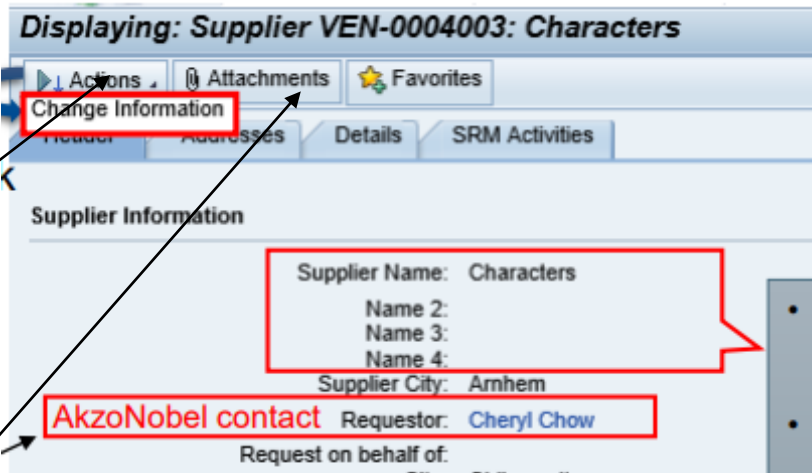 Displaying: Supplier VEN-0004003: Characters
Actions Attachments Favorites
Change Information
Header Addresses Details SRM Activities
K
Supplier Information
Supplier Name: Characters
Name 2:
Name 3:
Name 4:
Supplier City: Arnhem
AkzoNobel contact Requestor: Cheryl Chow
Request on behalf of: